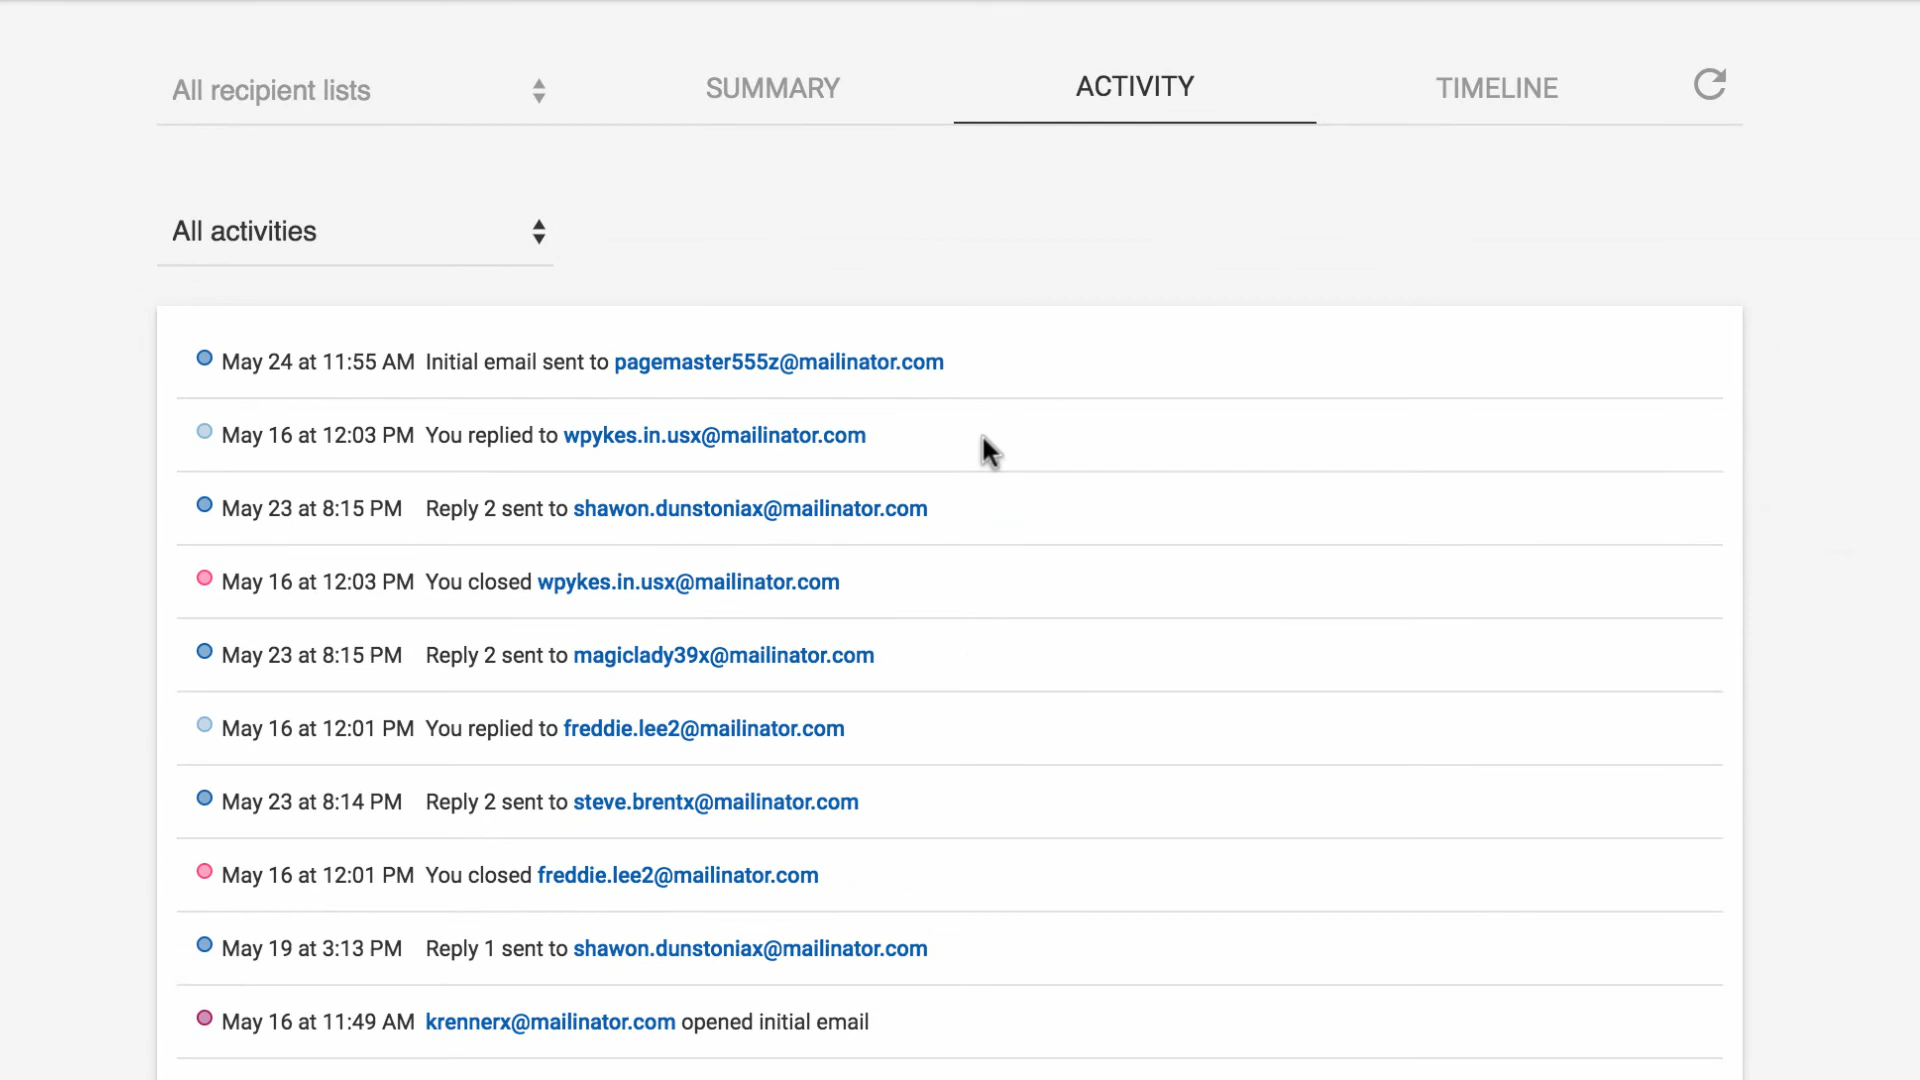 All recipient lists SUMMARY ACTIVITY TIMELINE
All activities
May 24 at 11:55 AM Initial email sent to pagemaster555z@mailinator.com
May 16 at 12:03 PM You replied to wpykes.in.usx@mailinator.com
May 23 at 8:15 PM Reply 2 sent to shawon.dunstoniax@mailinator.com
May 16 at 12:03 PM You closed wpykes.in.usx@mailinator.com
May 23 at 8:15 PM Reply 2 sent to magiclady39x@mailinator.com
May 16 at 12:01 PM You replied to freddie.lee2@mailinator.com
May 23 at 8:14 PM Reply 2 sent to steve.brentx@mailinator.com
May 16 at 12:01 PM You closed freddie.lee2@mailinator.com
May 19 at 3:13 PM Reply 1 sent to shawon.dunstoniax@mailinator.com
May 16 at 11:49 AM krennerx@mailinator.com opened initial email